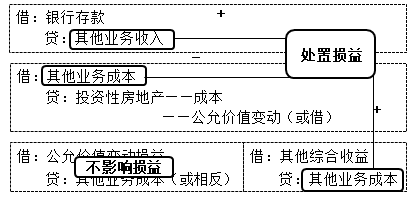 借：银行存款
+
贷：其他业务收入
处置损益
—
借：其他业务成本
贷：投资性房地产——成本
+
——公允价值变动（或借）
借：公允价值变动损益
不影响损益
贷：其他业务成本（或相反）
借：其他综合收益
贷：其他业务成本